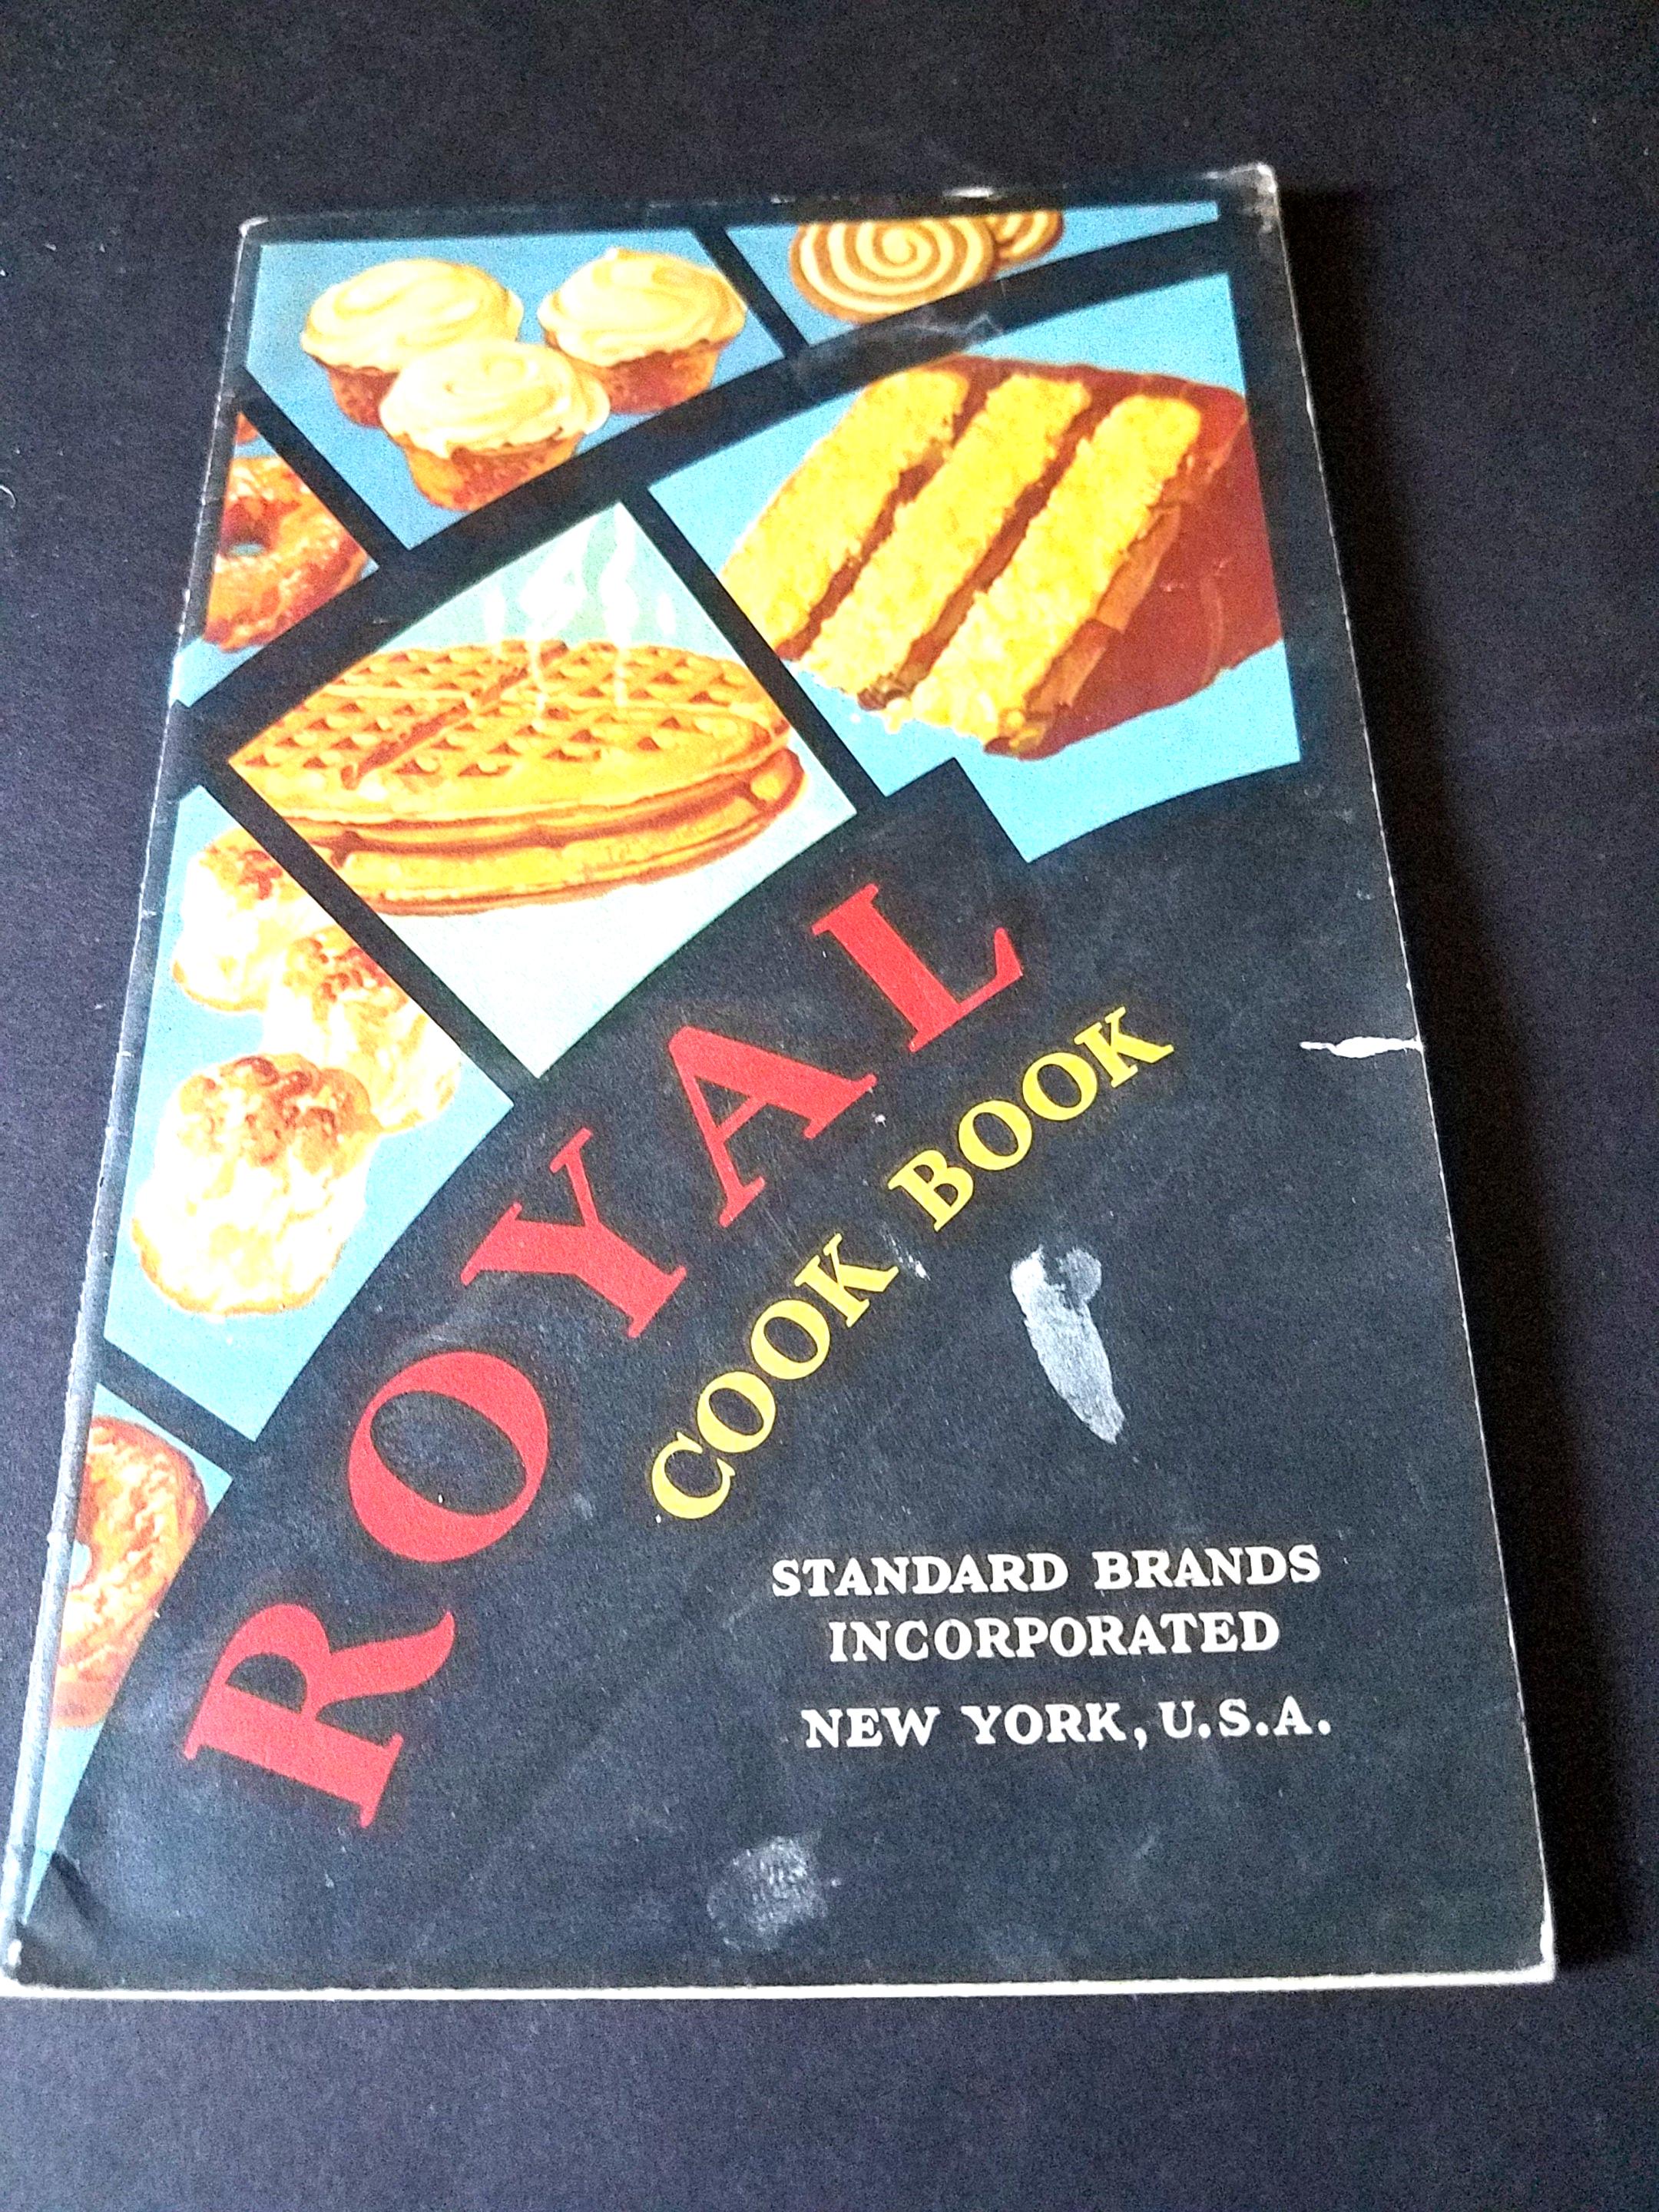 ROYAL
COOK BOOK
STANDARD BRANDS
INCORPORATED
NEW YORK, U.S.A.